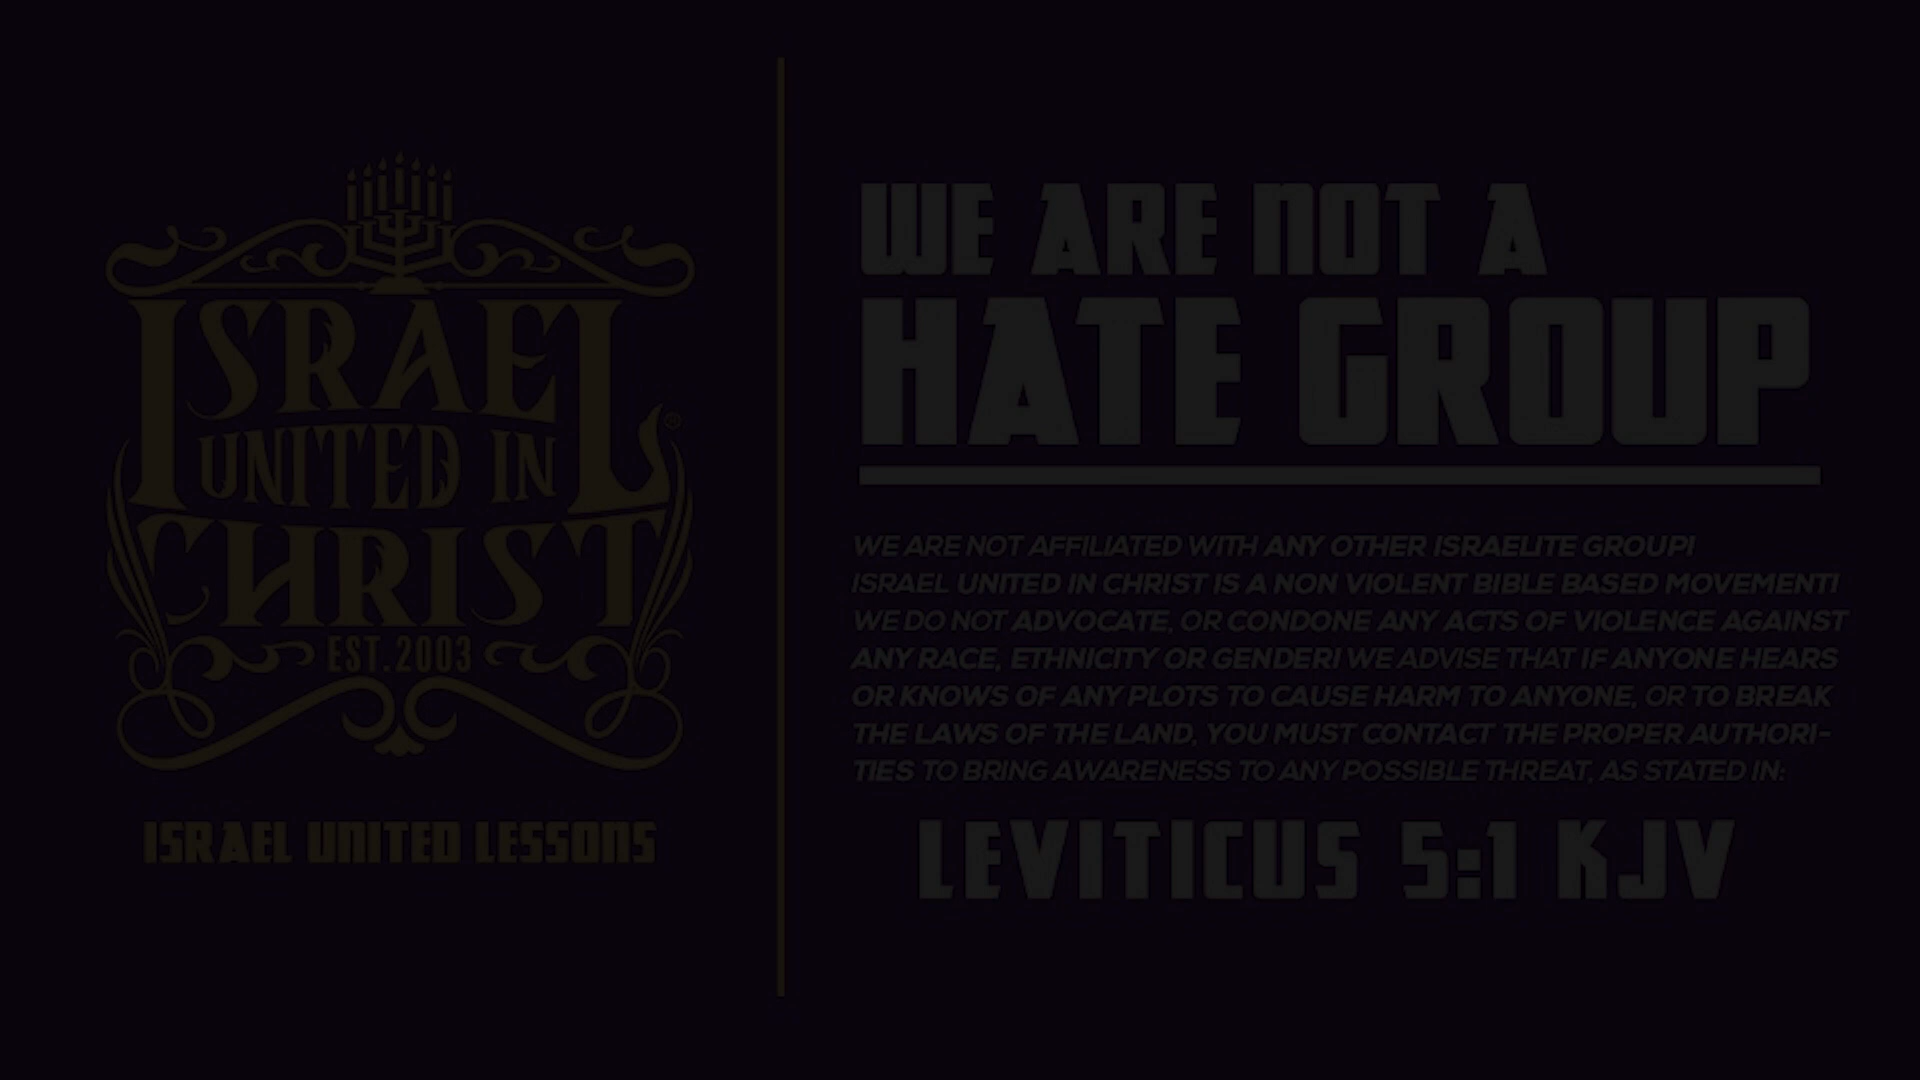 ISRAEL
UNITED IN
CHRIST
EST. 2003
ISRAEL UNITED LESSONS
WE ARE NOT A
HATE GROUP
WE ARE NOT AFFILIATED WITH ANY OTHER ISRAELITE GROUP!
ISRAEL UNITED IN CHRIST IS A NON VIOLENT BIBLE BASED MOVEMENT!
WE DO NOT ADVOCATE, OR CONDONE ANY ACTS OF VIOLENCE AGAINST
ANY RACE, ETHNICITY OR GENDER! WE ADVISE THAT IF ANYONE HEARS
OR KNOWS OF ANY PLOTS TO CAUSE HARM TO ANYONE, OR TO BREAK
THE LAWS OF THE LAND, YOU MUST CONTACT THE PROPER AUTHORI-
TIES TO BRING AWARENESS TO ANY POSSIBLE THREAT, AS STATED IN:
LEVITICUS 5:1 KJV